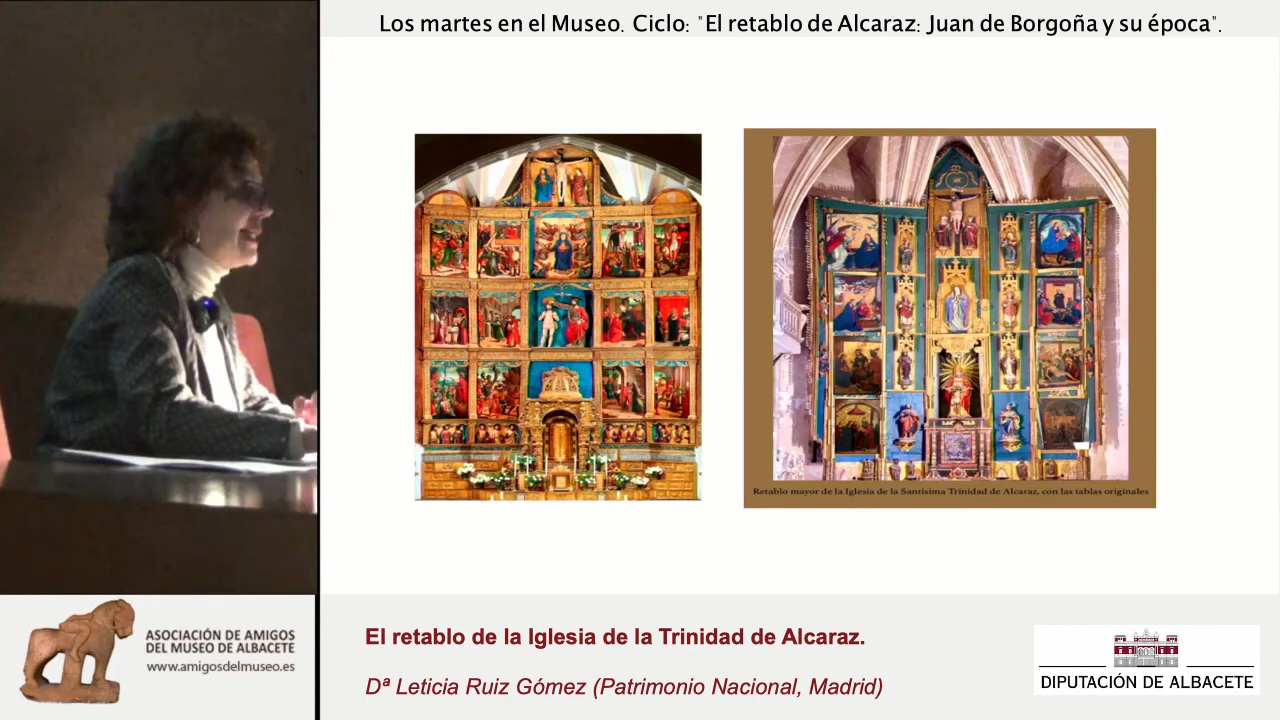 Los martes en el Museo. Ciclo: "El retablo de Alcaraz: Juan de Borgoña y su época".
Retablo mayor de la Iglesia de la Santísima Trinidad de Alcaraz, con las tablas originales
ASOCIACIÓN DE AMIGOS
DEL MUSEO DE ALBACETE
www.amigosdelmuseo.es
El retablo de la Iglesia de la Trinidad de Alcaraz.
Dª Leticia Ruiz Gómez (Patrimonio Nacional, Madrid)
DIPUTACIÓN DE ALBACETE